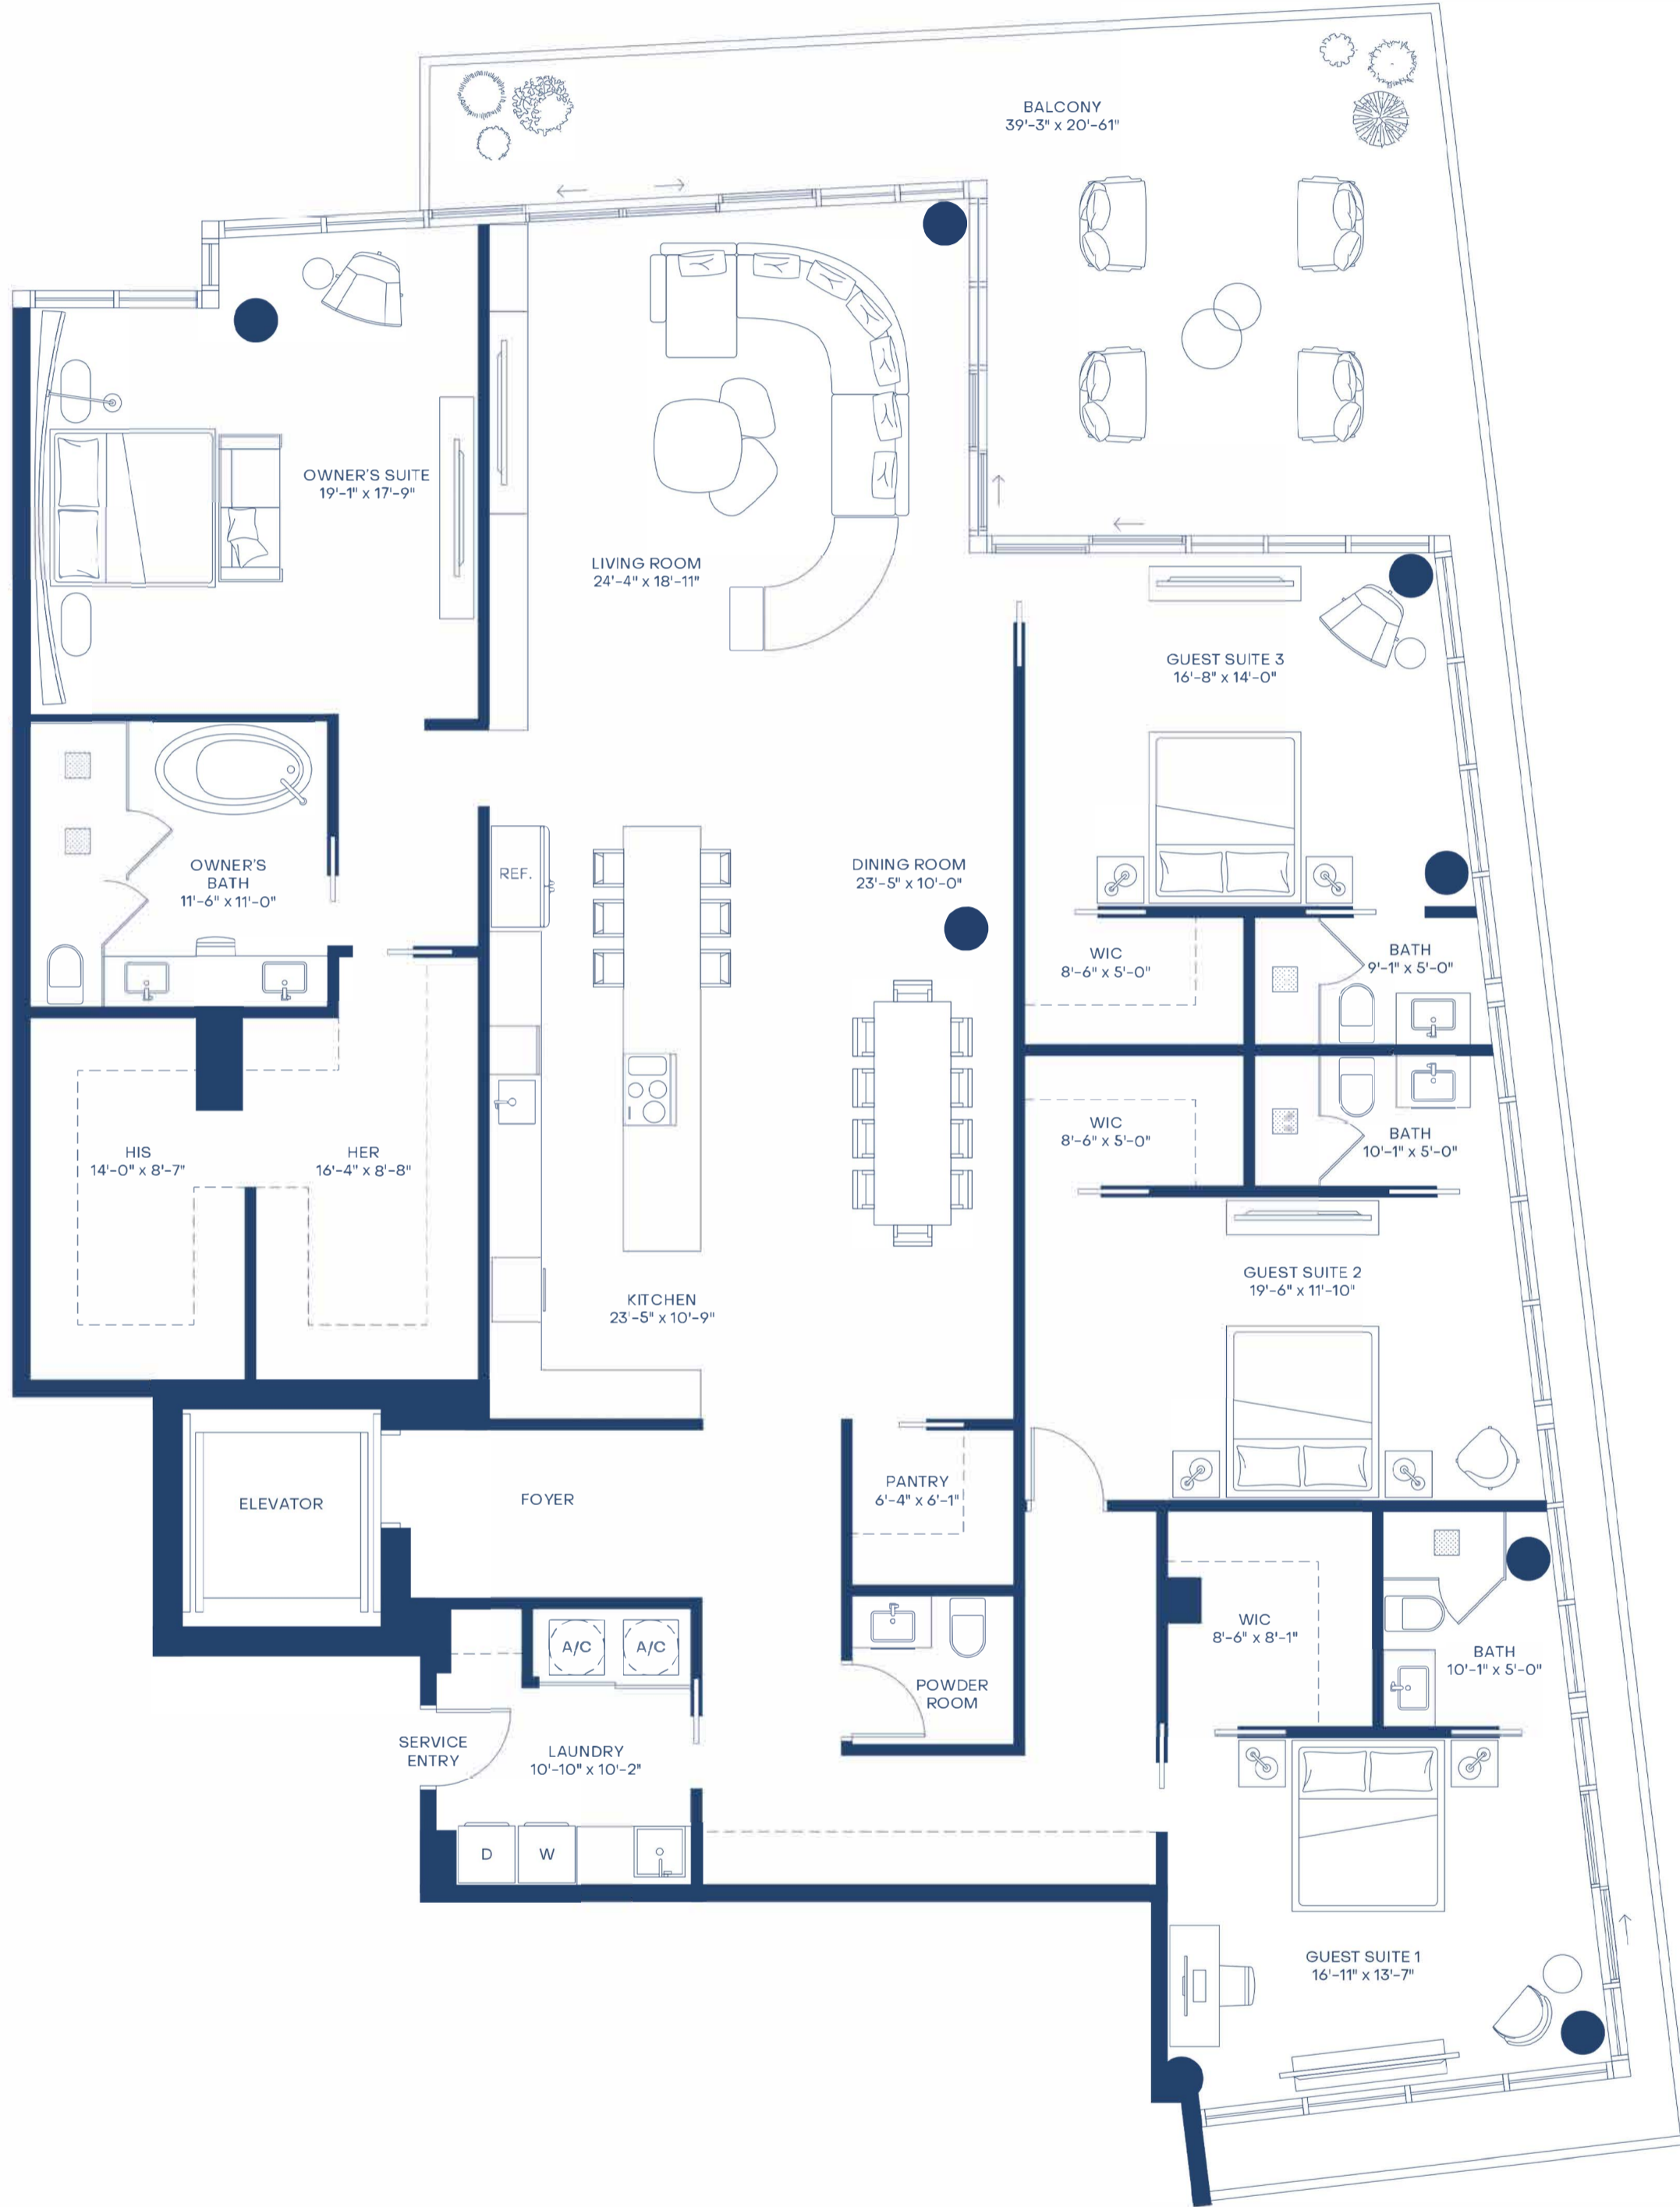 BALCONY
39'-3" x 20'-61"
OWNER'S SUITE
19'-1" x 17'-9"
LIVING ROOM
24'-4" x 18'-11"
GUEST SUITE 3
16'-8" x 14'-0"
OWNER'S
BATH
11'-6" x 11'-0"
REF.
DINING ROOM
23'-5" x 10'-0"
WIC
8'-6" x 5'-0"
BATH
9'-1" x 5'-0"
WIC
8'-6" x 5'-0"
BATH
10'-1" x 5'-0"
HIS
14'-0" x 8'-7"
HER
16'-4" x 8'-8"
GUEST SUITE 2
19'-6" x 11'-10"
KITCHEN
23'-5" x 10'-9"
ELEVATOR
FOYER
PANTRY
6'-4" x 6'-1"
A/C
A/C
WIC
8'-6" x 8'-1"
BATH
10'-1" x 5'-0"
POWDER
ROOM
SERVICE
ENTRY
LAUNDRY
10'-10" x 10'-2"
D
W
GUEST SUITE 1
16'-11" x 13'-7"